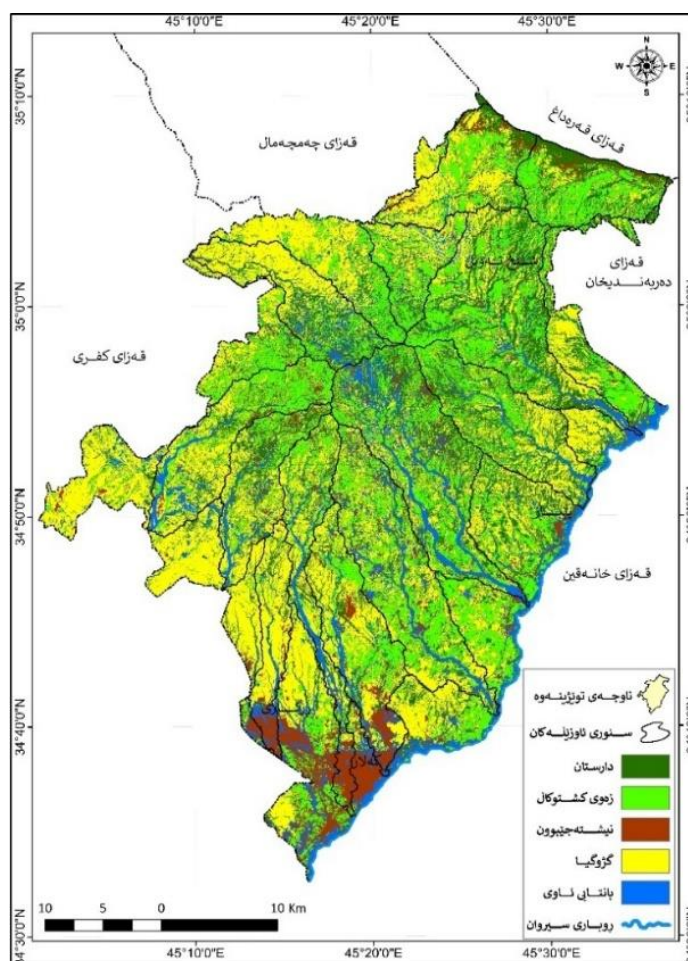 45°10'0"E 45°20'0"E 45°30'0"E
N
W E
S
35°10'0"N
قەزای قەرەداغ
قەزای چەمچەماڵ
قەزای
دەربەندیخان
35°0'0"N
قەزای کفری
34°50'0"N
قەزای خانەقین
ناوچەی توێژینەوە
34°40'0"N
سنوری ئاوزێڵەکان
دارستان
زەوی کشتوکاڵ
نیشتەجێبوون
گژوگیا
بانتایی ئاوی
ڕوباری سیروان
10 5 0 10 Km
34°30'0"N
45°10'0"E 45°20'0"E 45°30'0"E